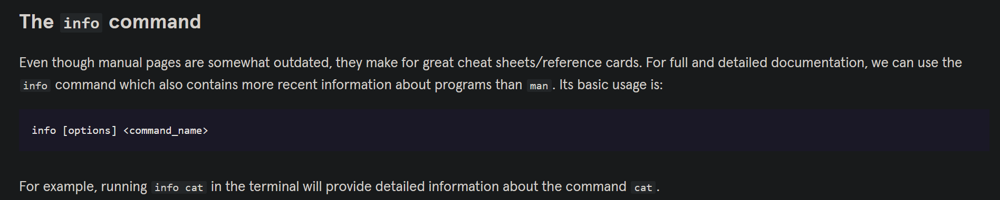 The info command
Even though manual pages are somewhat outdated, they make for great cheat sheets/reference cards. For full and detailed documentation, we can use the
info command which also contains more recent information about programs than man. Its basic usage is:
info [options] <command_name>
For example, running info cat in the terminal will provide detailed information about the command cat.